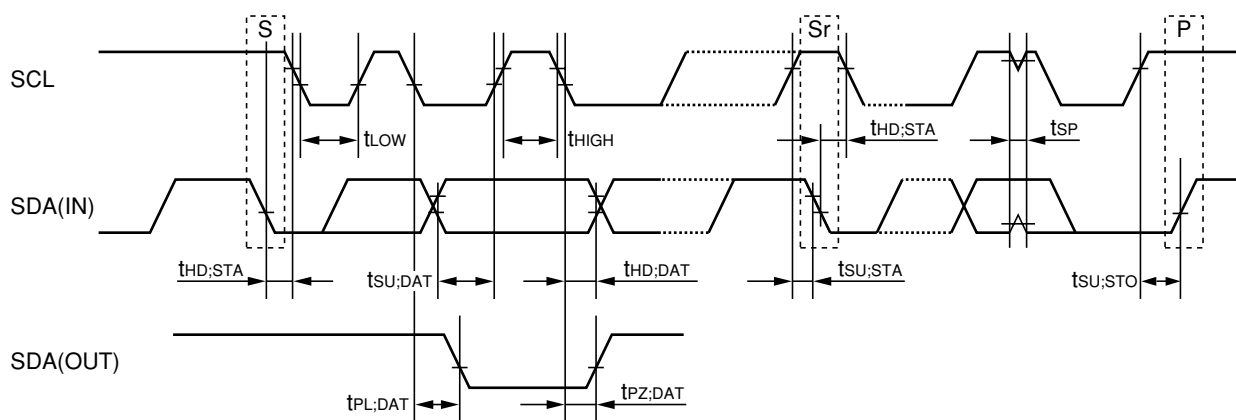 S Sr P
SCL
tLOW tHIGH tHD;STA tSP
SDA(IN)
tHD;STA tSU;DAT tHD;DAT tSU;STA tSU;STO
SDA(OUT)
tPL;DAT tPZ;DAT